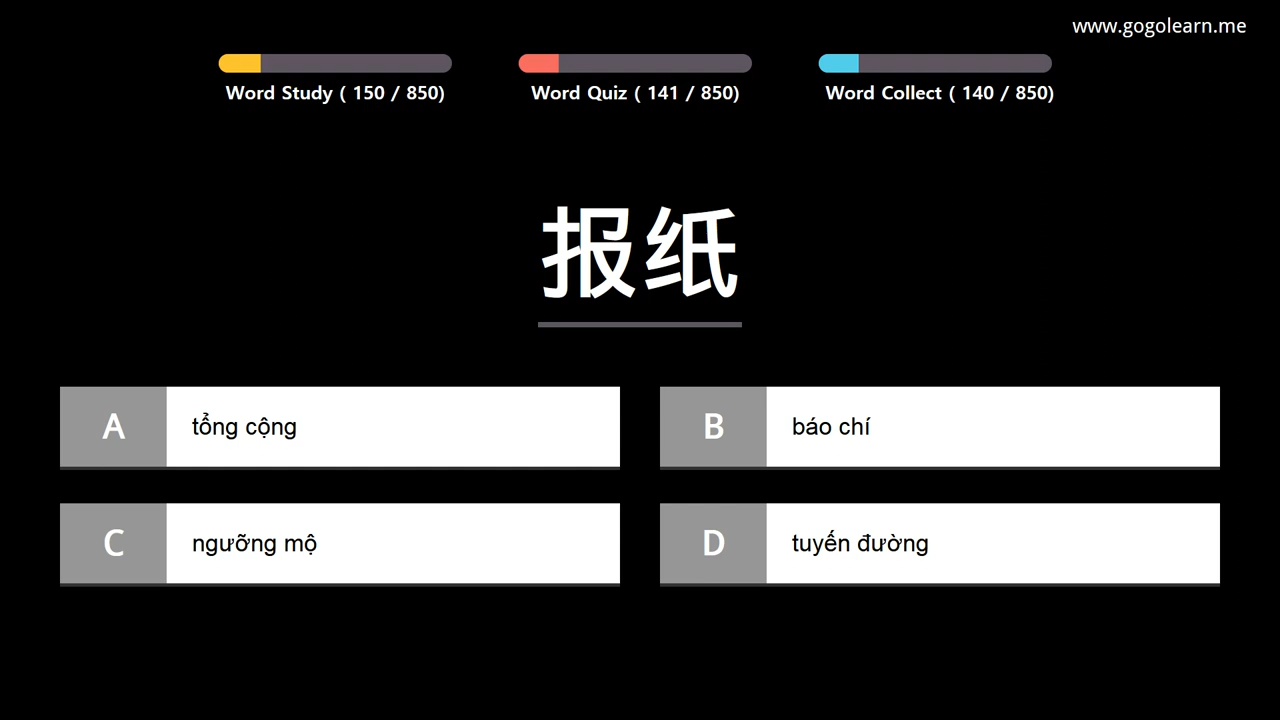 www.gogolearn.me
Word Study ( 150 / 850)
Word Quiz ( 141 / 850)
Word Collect ( 140 / 850)
报纸
A
tổng cộng
B
báo chí
C
ngưỡng mộ
D
tuyến đường